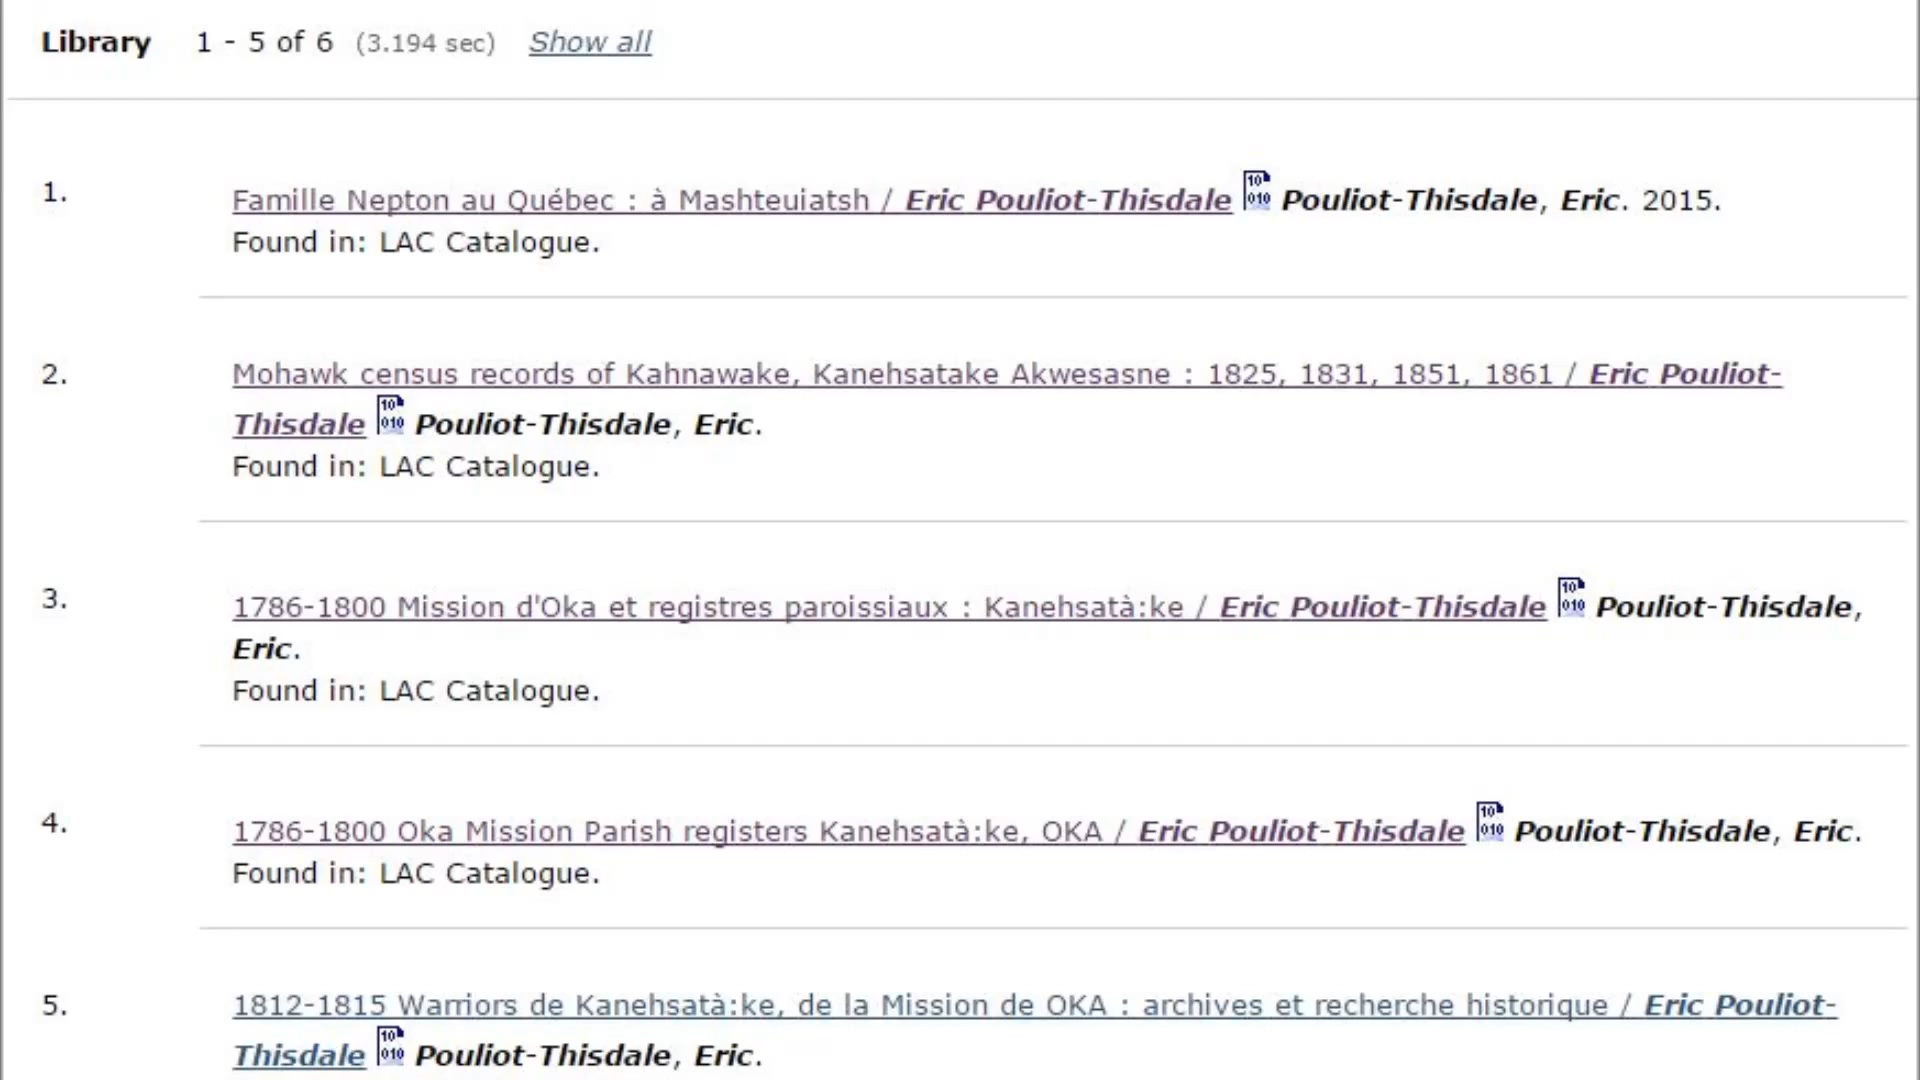 Library 1 - 5 of 6 (3.194 sec) Show all
1. Famille Nepton au Québec : à Mashteuiatsh / Eric Pouliot-Thisdale Pouliot-Thisdale, Eric. 2015.
Found in: LAC Catalogue.
2. Mohawk census records of Kahnawake, Kanehsatake Akwesasne : 1825, 1831, 1851, 1861 / Eric Pouliot-
Thisdale Pouliot-Thisdale, Eric.
Found in: LAC Catalogue.
3. 1786-1800 Mission d'Oka et registres paroissiaux : Kanehsatà:ke / Eric Pouliot-Thisdale Pouliot-Thisdale,
Eric.
Found in: LAC Catalogue.
4. 1786-1800 Oka Mission Parish registers Kanehsatà:ke, OKA / Eric Pouliot-Thisdale Pouliot-Thisdale, Eric.
Found in: LAC Catalogue.
5. 1812-1815 Warriors de Kanehsatà:ke, de la Mission de OKA : archives et recherche historique / Eric Pouliot-
Thisdale Pouliot-Thisdale, Eric.